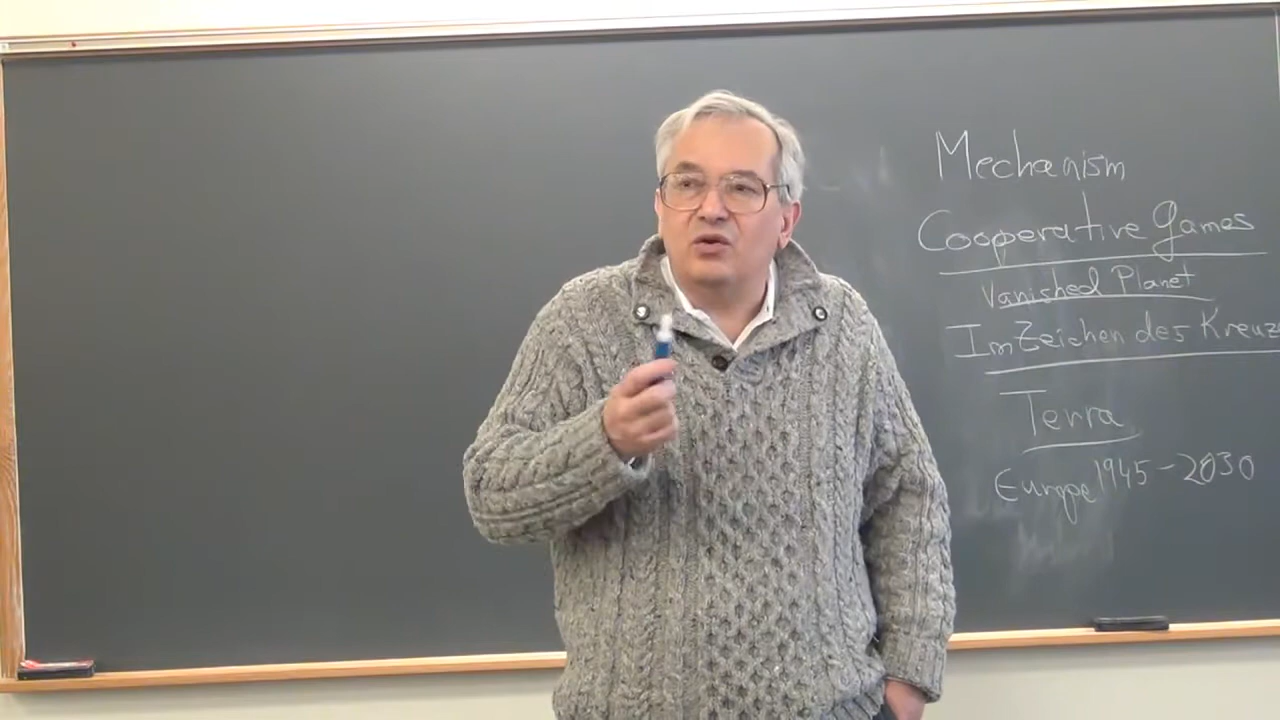 Mechanism
Cooperative Games
Vanished Planet
Im Zeichen des Kreuz
Terra
Europe 1945-2030